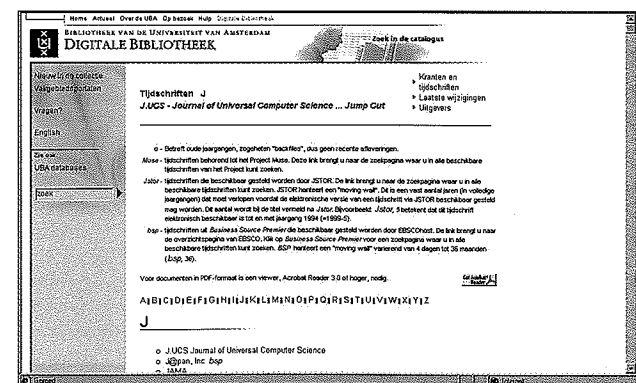 Home Actueel Over de UBA Op bezoek Hulp Digitale Bibliotheek
BIBLIOTHEEK VAN DE UNIVERSITEIT VAN AMSTERDAM
DIGITALE BIBLIOTHEEK
Zoek in de catalogus
Nieuw in de collectie
Vakgebiedsportalen
Vragen?
English
Zie ook
UBA databases
zoek
Tijdschriften J
J.UCS - Journal of Universal Computer Science ... Jump Cut
Kranten en
tijdschriften
Laatste wijzigingen
Uitgevers
o - Betreft oude jaargangen, zogeheten "backfiles", dus geen recente afleveringen.
Muse - tijdschriften behorend tot het Project Muse. Deze link brengt u naar de zoekpagina waar u in alle beschikbare
tijdschriften van het Project kunt zoeken.
Jstor - tijdschriften die beschikbaar gesteld worden door JSTOR. De link brengt u naar de zoekpagina waar u in alle
beschikbare tijdschriften kunt zoeken. JSTOR hanteert een "moving wall". Dit is een vast aantal jaren (in volledige
jaargangen) dat moet verlopen voordat de elektronische versie van een tijdschrift via JSTOR beschikbaar gesteld
mag worden. Dit aantal wordt bij de titel vermeld na Jstor. Bijvoorbeeld: Jstor, 5 betekent dat dit tijdschrift
elektronisch beschikbaar is tot en met jaargang 1994 (=1999-5).
bsp - tijdschriften uit Business Source Premier die beschikbaar gesteld worden door EBSCOhost. De link brengt u naar
de overzichtspagina van EBSCO. Klik op Business Source Premier voor een zoekpagina waar u in alle
beschikbare tijdschriften kunt zoeken. BSP hanteert een "moving wall" varierend van 4 dagen tot 36 maanden
(bsp, 36).
Voor documenten in PDF-formaat is een viewer, Acrobat Reader 3.0 of hoger, nodig.
Get Acrobat Reader
A|B|C|D|E|F|G|H|I|J|K|L|M|N|O|P|Q|R|S|T|U|V|W|X|Y|Z
J
o J.UCS Journal of Universal Computer Science
o J@pan, Inc bsp
o JAMA
Gereed
Internet